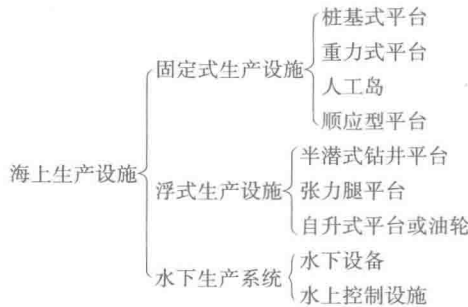 海上生产设施
固定式生产设施
桩基式平台
重力式平台
人工岛
顺应型平台
浮式生产设施
半潜式钻井平台
张力腿平台
自升式平台或油轮
水下生产系统
水下设备
水上控制设施